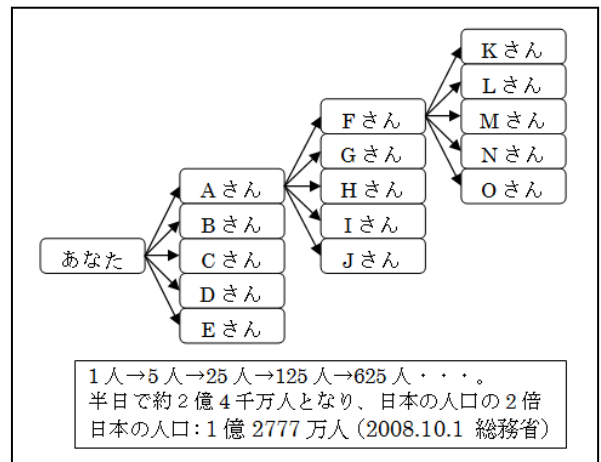 あなた
Aさん
Bさん
Cさん
Dさん
Eさん
Fさん
Gさん
Hさん
Iさん
Jさん
Kさん
Lさん
Mさん
Nさん
Oさん
1人→5人→25人→125人→625人・・・。
半日で約2億4千万人となり、日本の人口の2倍
日本の人口：1億2777万人（2008.10.1 総務省）